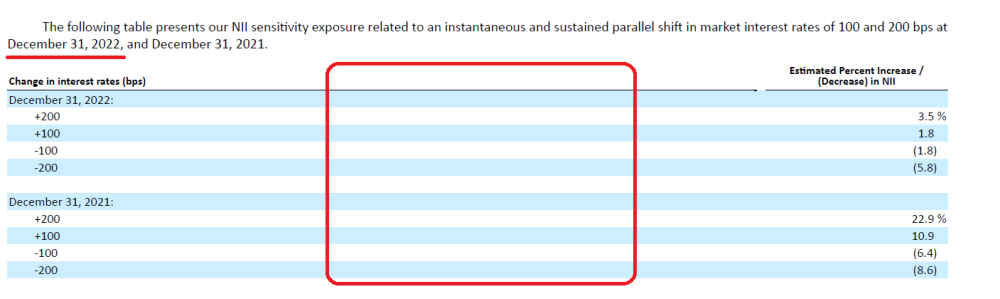 The following table presents our NII sensitivity exposure related to an instantaneous and sustained parallel shift in market interest rates of 100 and 200 bps at
December 31, 2022, and December 31, 2021.
Change in interest rates (bps) Estimated Percent Increase /
(Decrease) in NII
December 31, 2022:
+200 3.5 %
+100 1.8
-100 (1.8)
-200 (5.8)
December 31, 2021:
+200 22.9 %
+100 10.9
-100 (6.4)
-200 (8.6)